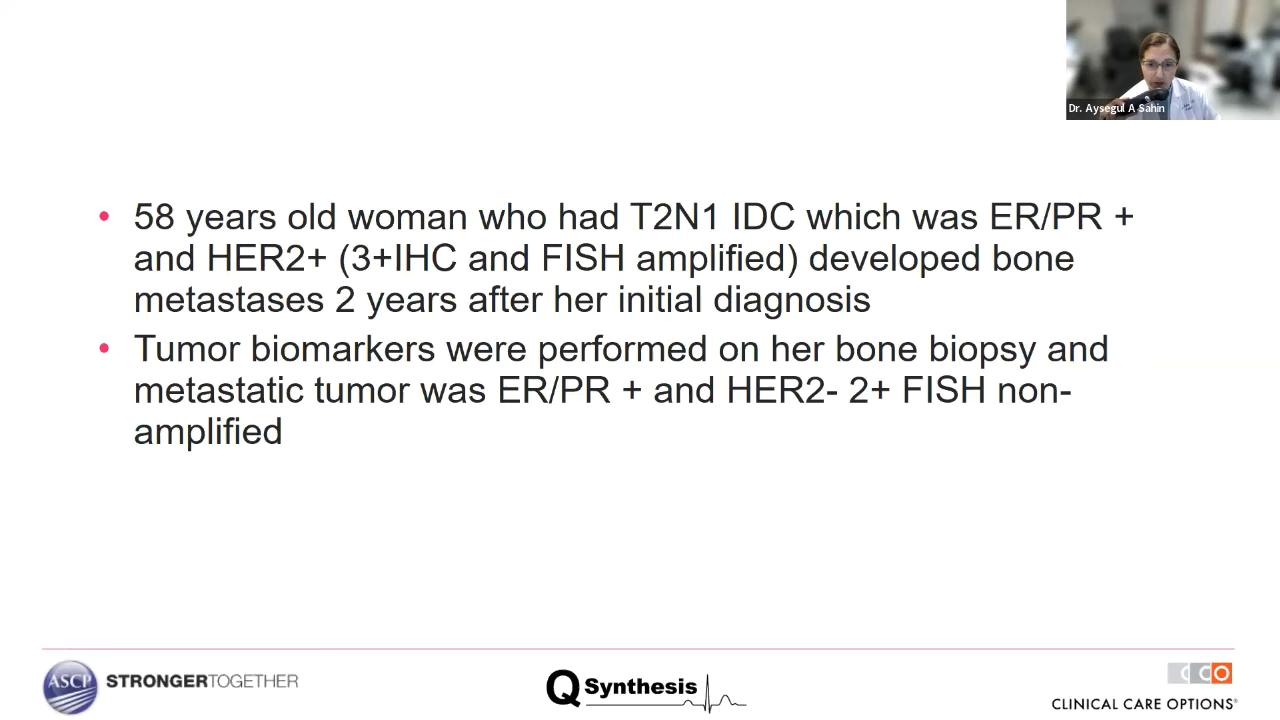 Dr. Aysegul A Sahin
• 58 years old woman who had T2N1 IDC which was ER/PR +
and HER2+ (3+IHC and FISH amplified) developed bone
metastases 2 years after her initial diagnosis
• Tumor biomarkers were performed on her bone biopsy and
metastatic tumor was ER/PR + and HER2- 2+ FISH non-
amplified
ASCP STRONGERTOGETHER
Q Synthesis
CCO
CLINICAL CARE OPTIONS®